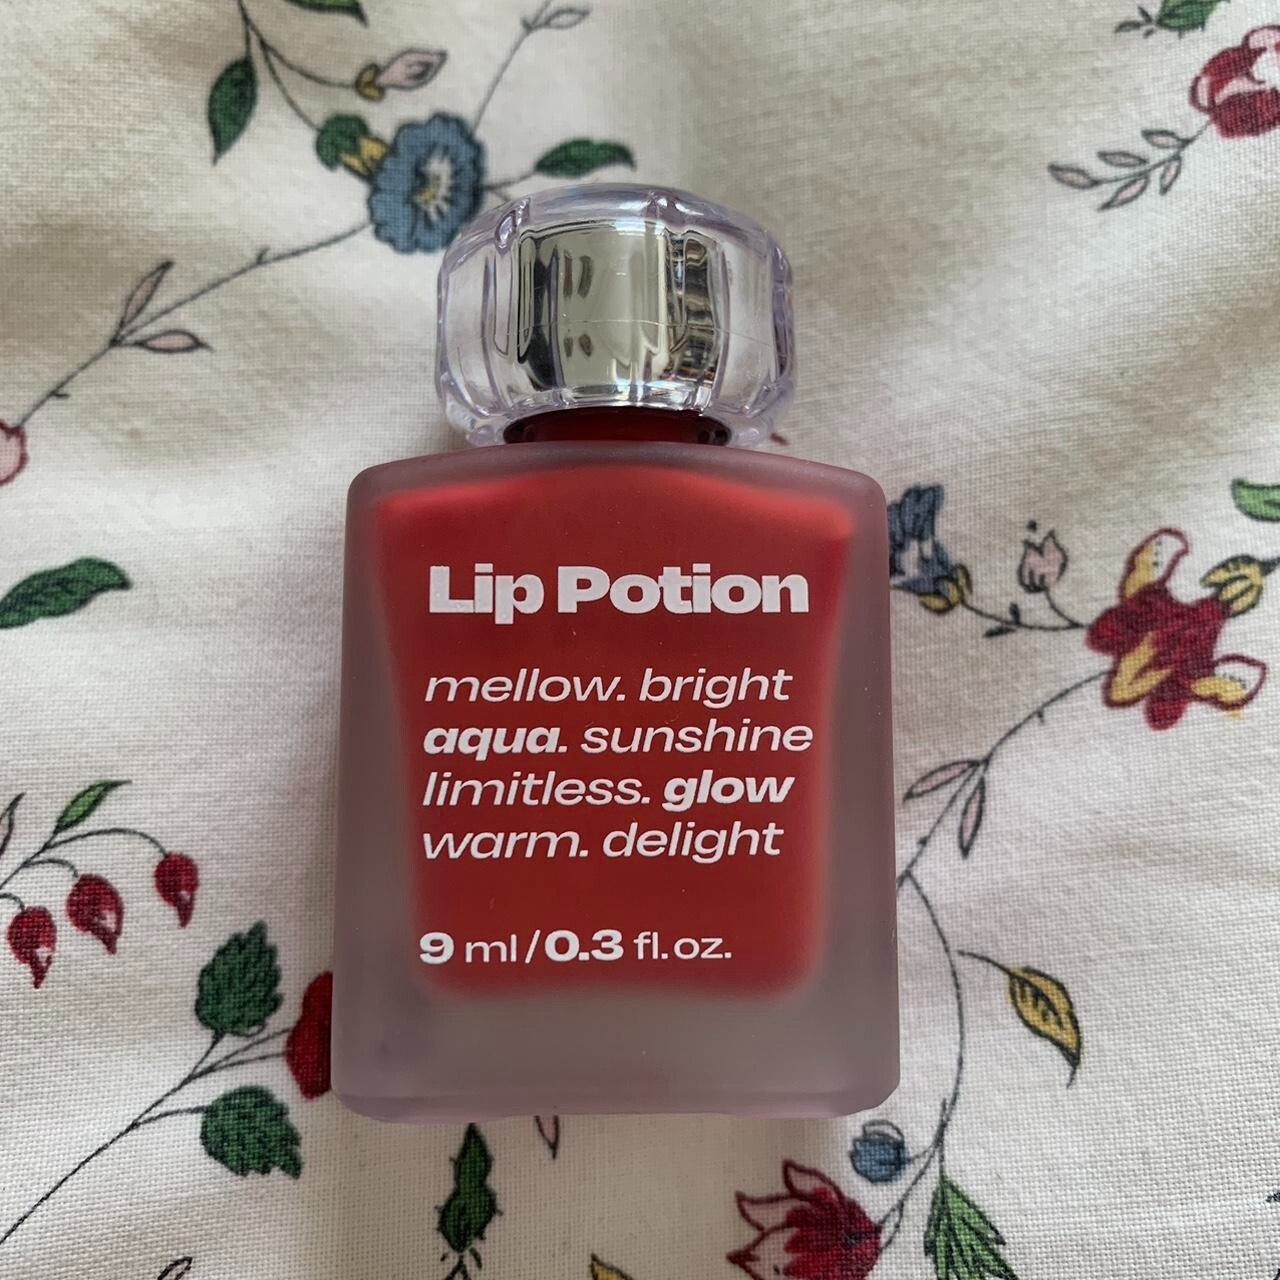 Lip Potion
mellow. bright
aqua. sunshine
limitless. glow
warm. delight
9 ml/0.3 fl.oz.